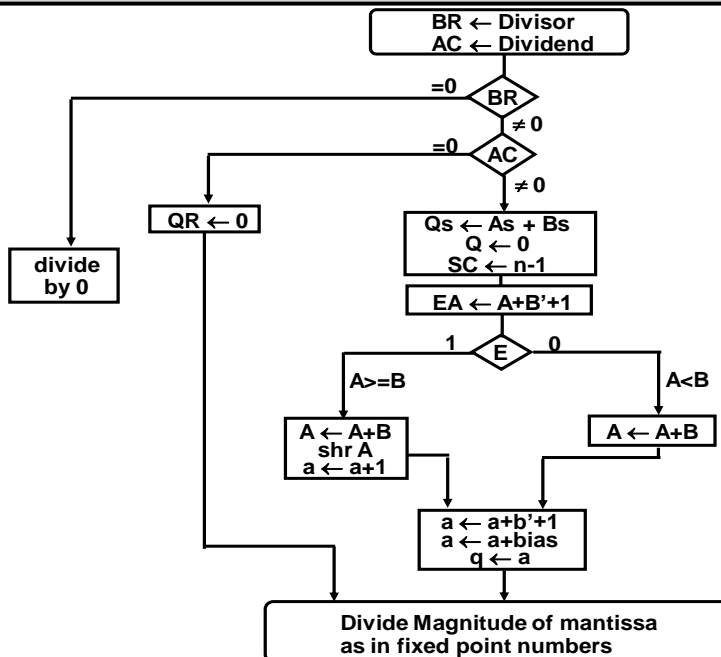 BR ← Divisor
AC ← Dividend
=0
BR
≠ 0
=0
AC
≠ 0
QR ← 0
Qs ← As + Bs
Q ← 0
SC ← n-1
divide
by 0
EA ← A+B'+1
1
E
0
A>=B
A<B
A ← A+B
shr A
a ← a+1
A ← A+B
a ← a+b'+1
a ← a+bias
q ← a
Divide Magnitude of mantissa
as in fixed point numbers